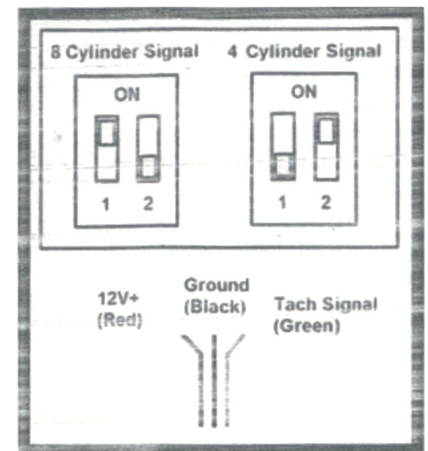 8 Cylinder Signal
4 Cylinder Signal
ON
ON
1 2
1 2
12V+
(Red)
Ground
(Black)
Tach Signal
(Green)